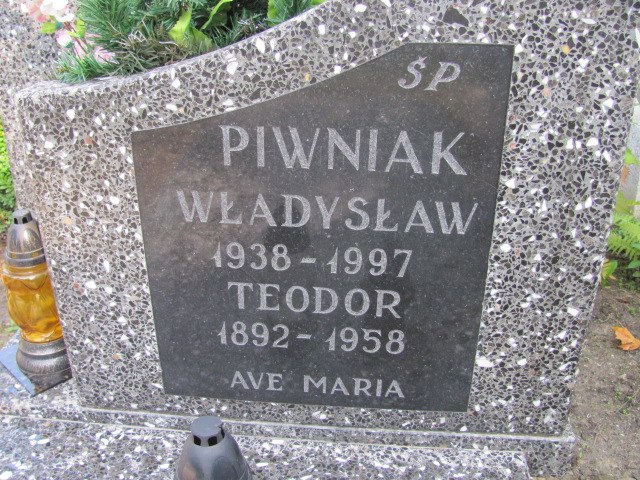 ŚP
PIWNIAK
WŁADYSŁAW
1938-1997
TEODOR
1892-1958
AVE MARIA